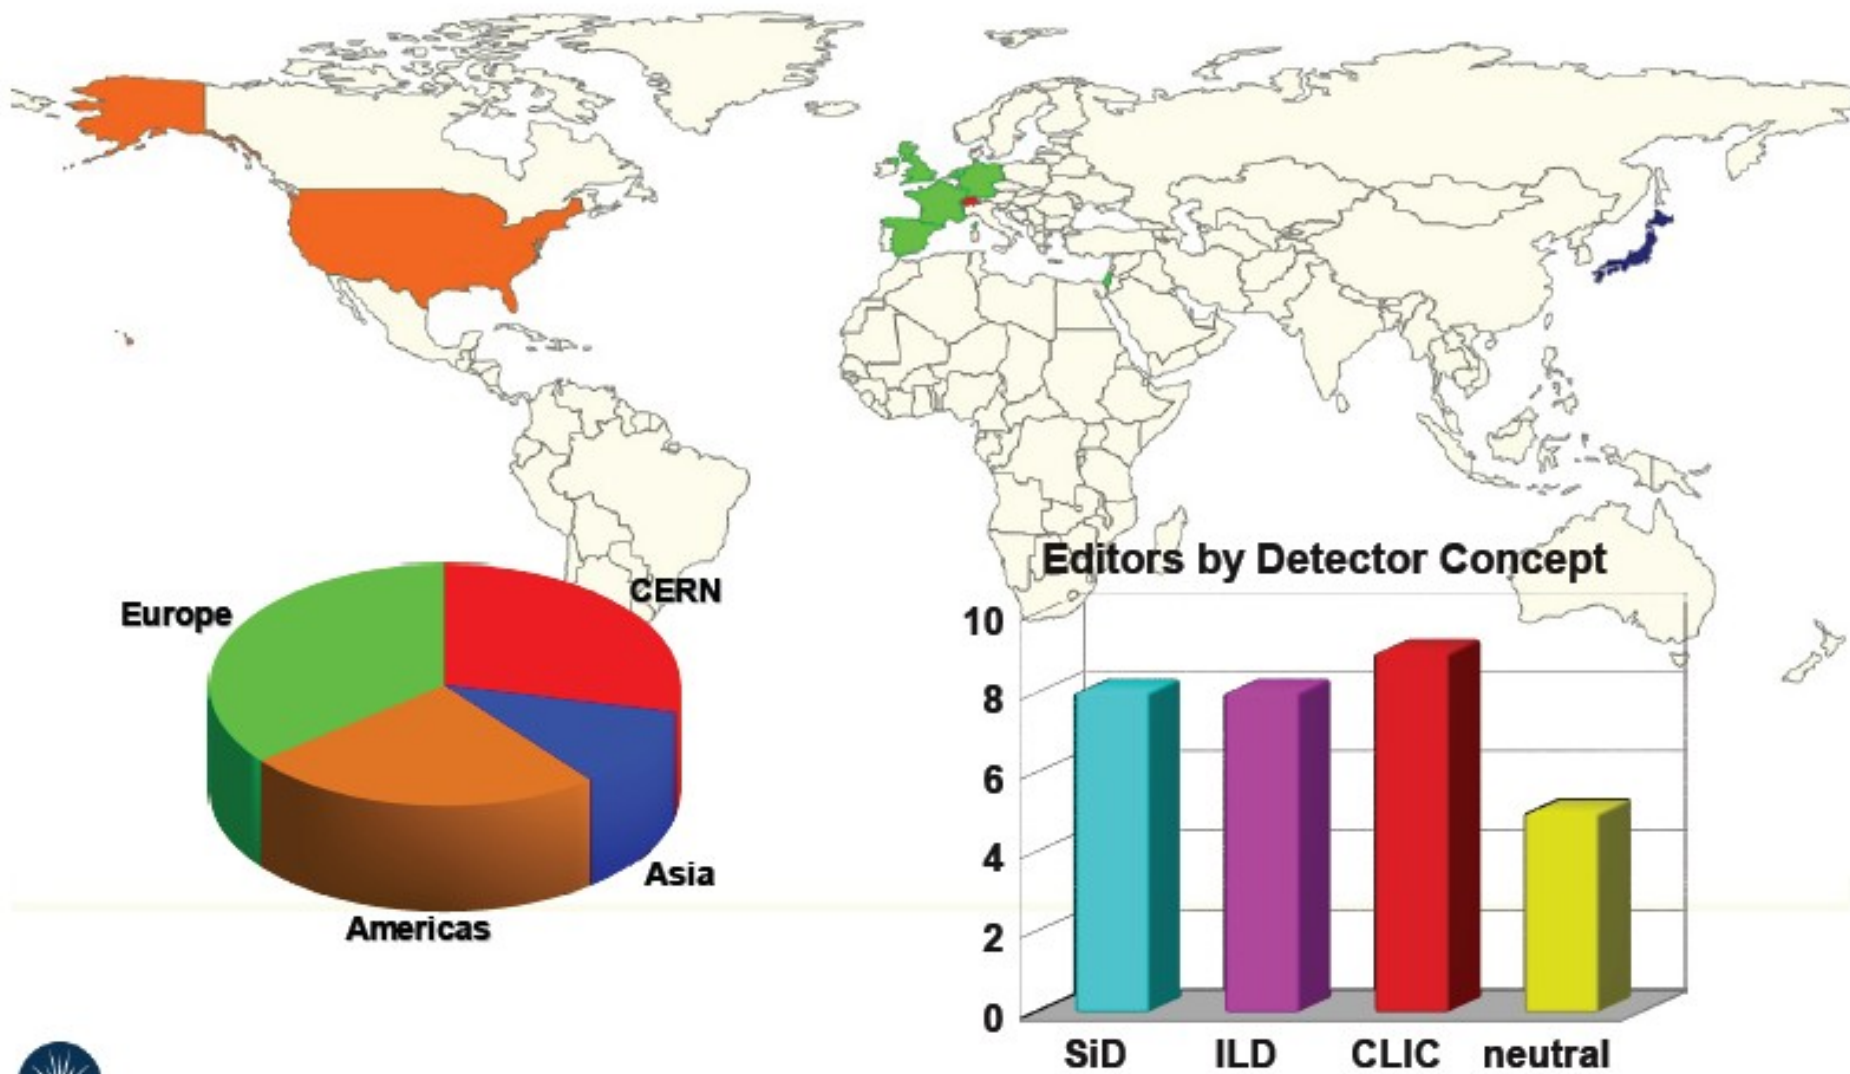 Europe
CERN
Asia
Americas
Editors by Detector Concept
10
8
6
4
2
0
SiD
ILD
CLIC
neutral